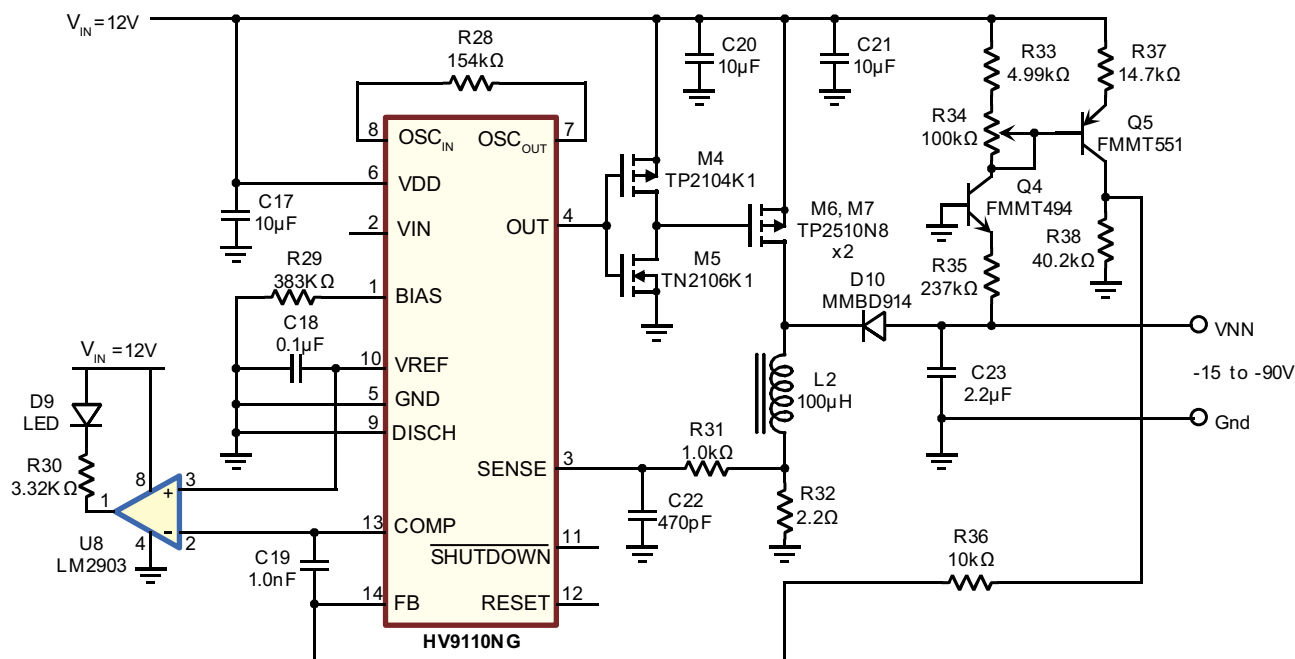 V_IN = 12V
R28
154kΩ
C20
10µF
C21
10µF
R33
4.99kΩ
R37
14.7kΩ
R34
100kΩ
Q5
FMMT551
8
OSC_IN
OSC_OUT
7
6
VDD
C17
10µF
2
VIN
OUT
4
M4
TP2104K1
M5
TN2106K1
M6, M7
TP2510N8
x2
Q4
FMMT494
R38
40.2kΩ
R35
237kΩ
D10
MMBD914
R29
383KΩ
1
BIAS
C18
0.1µF
10
VREF
5
GND
9
DISCH
VNN
-15 to -90V
Gnd
C23
2.2µF
L2
100µH
V_IN = 12V
D9
LED
R30
3.32KΩ
SENSE
3
R31
1.0kΩ
C22
470pF
R32
2.2Ω
8
3
+
1
-
2
4
U8
LM2903
13
COMP
C19
1.0nF
SHUTDOWN
11
R36
10kΩ
14
FB
RESET
12
HV9110NG